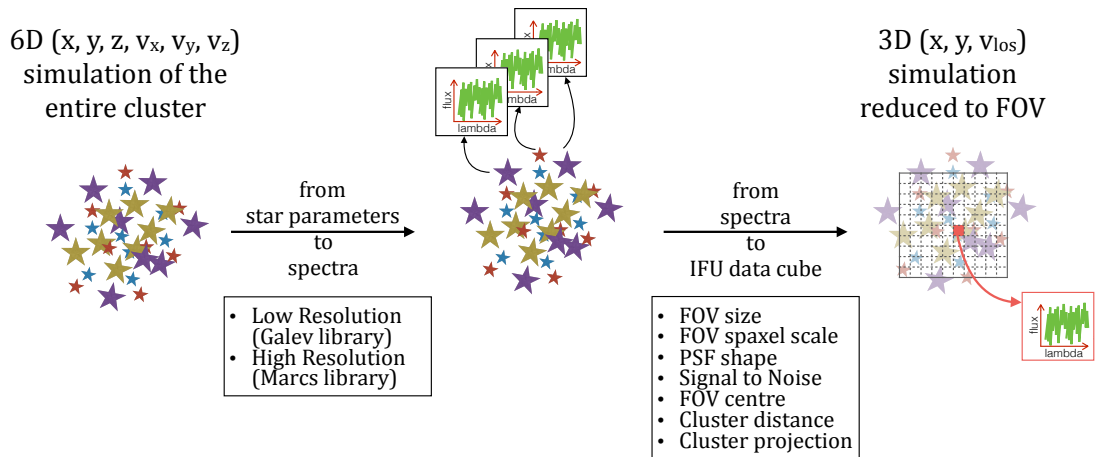 6D (x, y, z, vx, vy, vz)
simulation of the
entire cluster
flux
lambda
x
mbda
x
mbda
3D (x, y, vlos)
simulation
reduced to FOV
from
star parameters
to
spectra
• Low Resolution
(Galev library)
• High Resolution
(Marcs library)
from
spectra
to
IFU data cube
• FOV size
• FOV spaxel scale
• PSF shape
• Signal to Noise
• FOV centre
• Cluster distance
• Cluster projection
flux
lambda